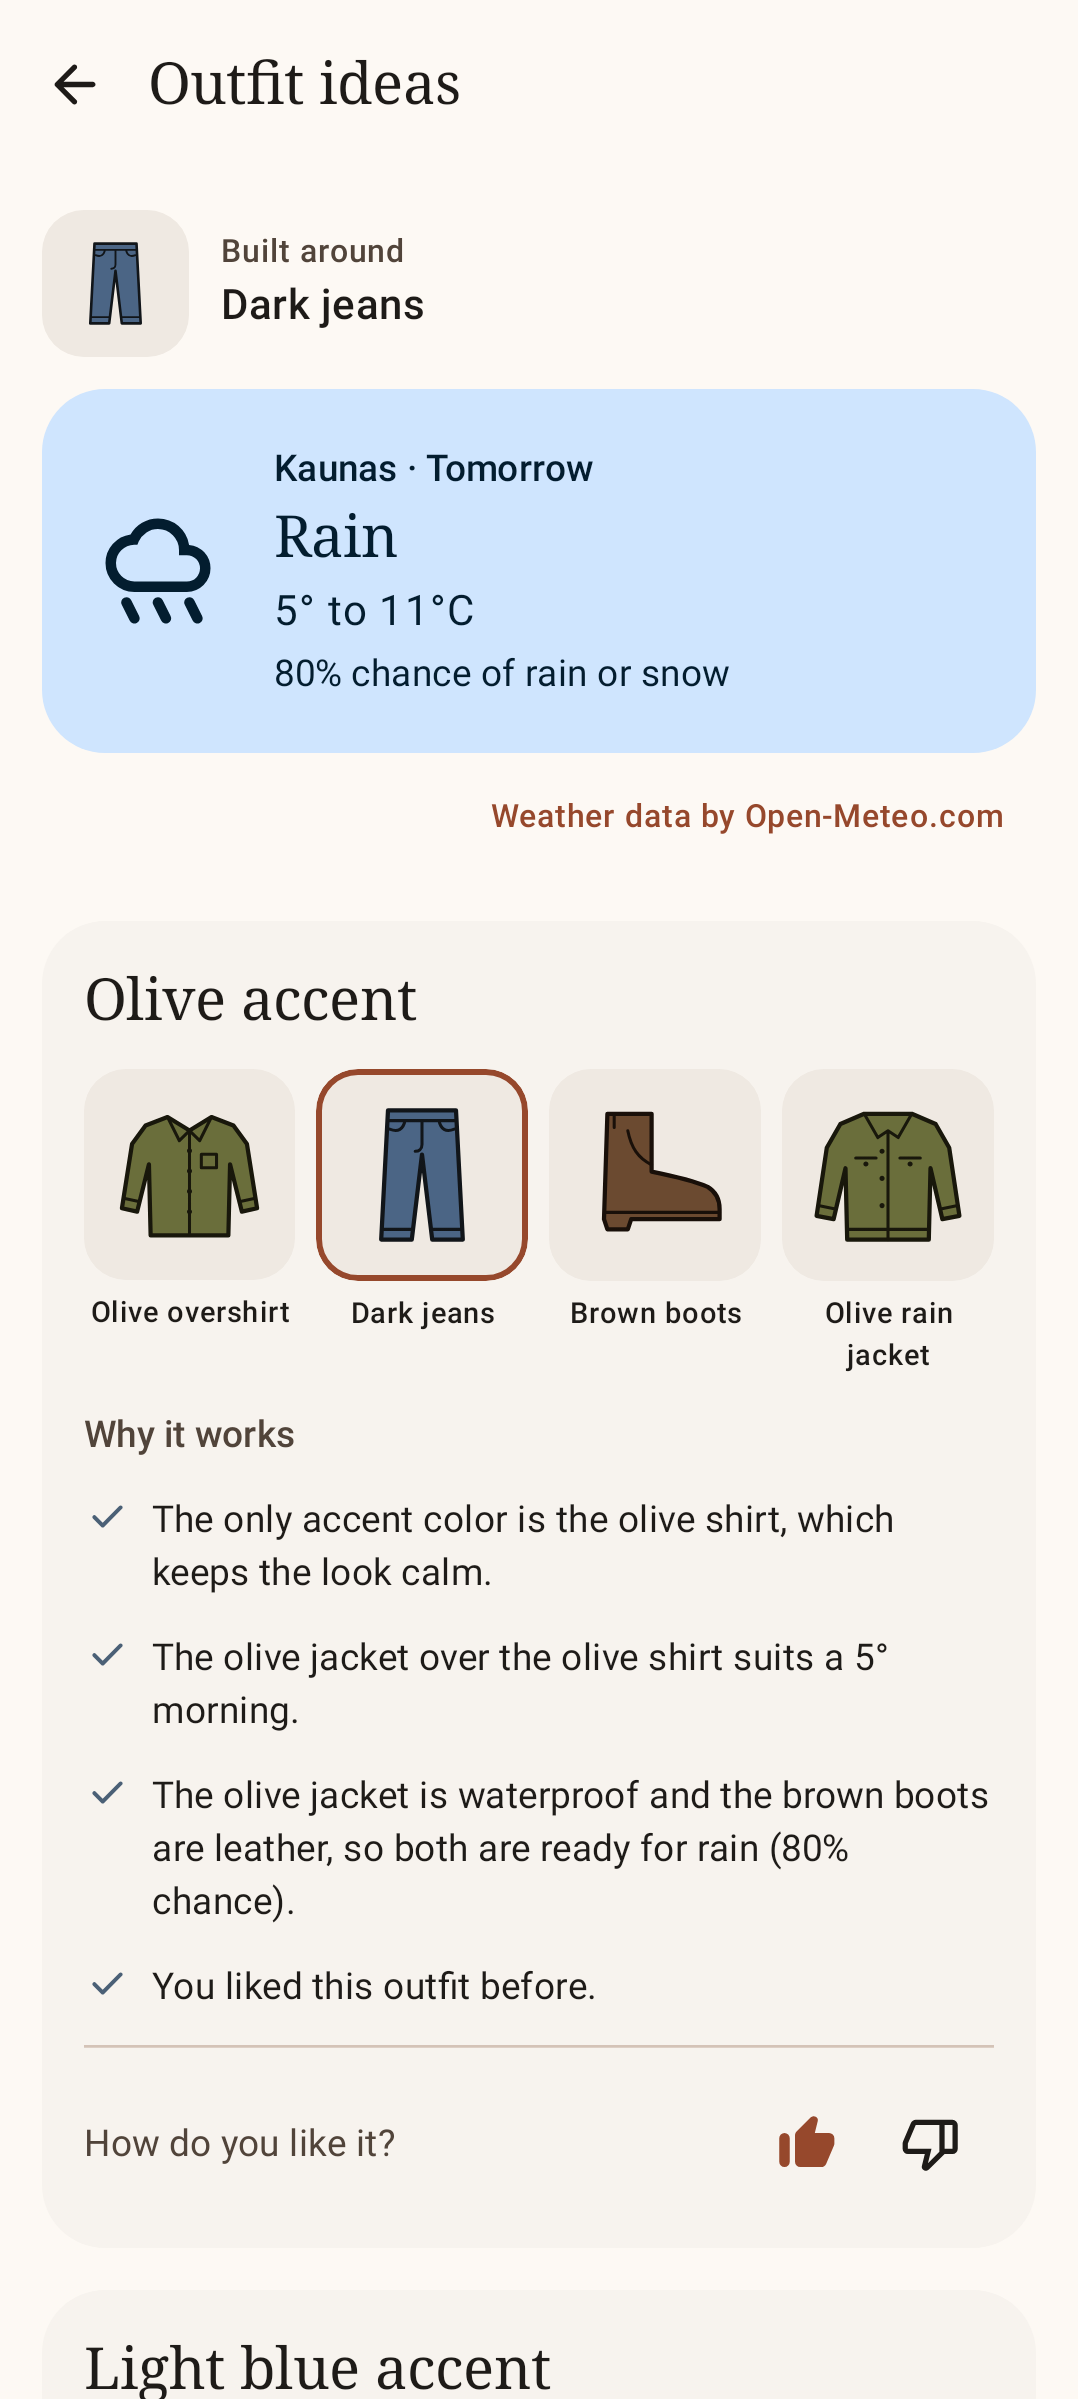 Outfit ideas
Built around
Dark jeans
Kaunas · Tomorrow
Rain
5° to 11°C
80% chance of rain or snow
Weather data by Open-Meteo.com
Olive accent
Olive overshirt
Dark jeans
Brown boots
Olive rain
jacket
Why it works
The only accent color is the olive shirt, which
keeps the look calm.
The olive jacket over the olive shirt suits a 5°
morning.
The olive jacket is waterproof and the brown boots
are leather, so both are ready for rain (80%
chance).
You liked this outfit before.
How do you like it?
Light blue accent